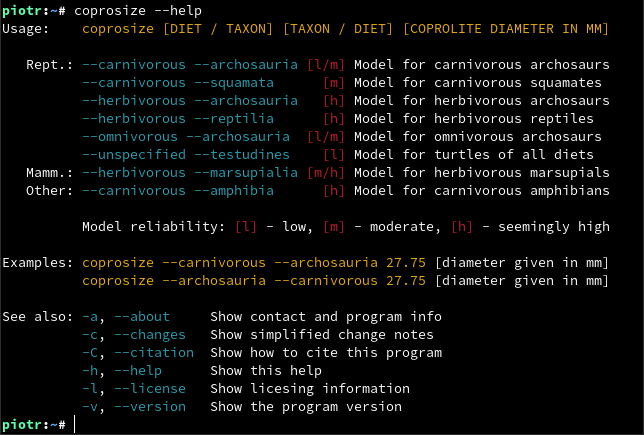 piotr:~# coprosize --help
Usage:    coprosize [DIET / TAXON] [TAXON / DIET] [COPROLITE DIAMETER IN MM]
Rept.: --carnivorous --archosauria [l/m] Model for carnivorous archosaurs
--carnivorous --squamata      [m] Model for carnivorous squamates
--herbivorous --archosauria   [h] Model for herbivorous archosaurs
--herbivorous --reptilia      [h] Model for herbivorous reptiles
--omnivorous --archosauria  [l/m] Model for omnivorous archosaurs
--unspecified --testudines    [l] Model for turtles of all diets
Mamm.: --herbivorous --marsupialia [m/h] Model for herbivorous marsupials
Other: --carnivorous --amphibia      [h] Model for carnivorous amphibians
Model reliability: [l] - low, [m] - moderate, [h] - seemingly high
Examples: coprosize --carnivorous --archosauria 27.75 [diameter given in mm]
coprosize --archosauria --carnivorous 27.75 [diameter given in mm]
See also: -a, --about     Show contact and program info
-c, --changes   Show simplified change notes
-C, --citation  Show how to cite this program
-h, --help      Show this help
-l, --license   Show licesing information
-v, --version   Show the program version
piotr:~#